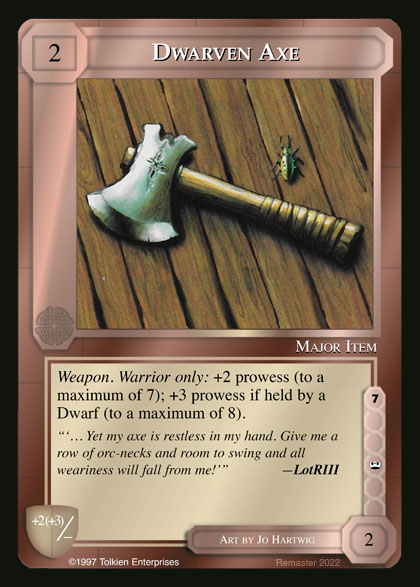 2
DWARVEN AXE
MAJOR ITEM
Weapon. Warrior only: +2 prowess (to a
maximum of 7); +3 prowess if held by a
Dwarf (to a maximum of 8).
“‘… Yet my axe is restless in my hand. Give me a
row of orc-necks and room to swing and all
weariness will fall from me!’” –LotRIII
7
+2(+3)/–
ART BY JO HARTWIG
2
©1997 Tolkien Enterprises
Remaster 2022